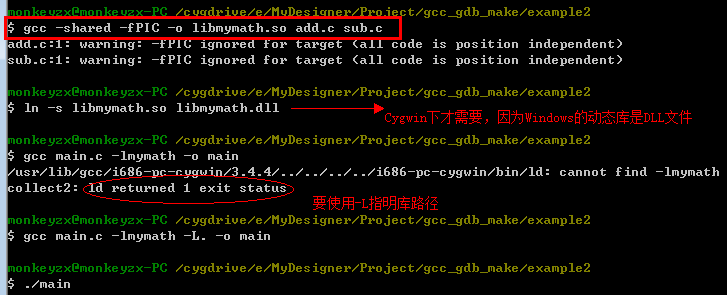 monkeyzx@monkeyzx-PC /cygdrive/e/MyDesigner/Project/gcc_gdb_make/example2
$ gcc -shared -fPIC -o libmymath.so add.c sub.c
add.c:1: warning: -fPIC ignored for target (all code is position independent)
sub.c:1: warning: -fPIC ignored for target (all code is position independent)
monkeyzx@monkeyzx-PC /cygdrive/e/MyDesigner/Project/gcc_gdb_make/example2
$ ln -s libmymath.so libmymath.dll
Cygwin下才需要，因为Windows的动态库是DLL文件
monkeyzx@monkeyzx-PC /cygdrive/e/MyDesigner/Project/gcc_gdb_make/example2
$ gcc main.c -lmymath -o main
/usr/lib/gcc/i686-pc-cygwin/3.4.4/../../../../i686-pc-cygwin/bin/ld: cannot find -lmymath
collect2: ld returned 1 exit status
要使用-L指明库路径
monkeyzx@monkeyzx-PC /cygdrive/e/MyDesigner/Project/gcc_gdb_make/example2
$ gcc main.c -lmymath -L. -o main
monkeyzx@monkeyzx-PC /cygdrive/e/MyDesigner/Project/gcc_gdb_make/example2
$ ./main